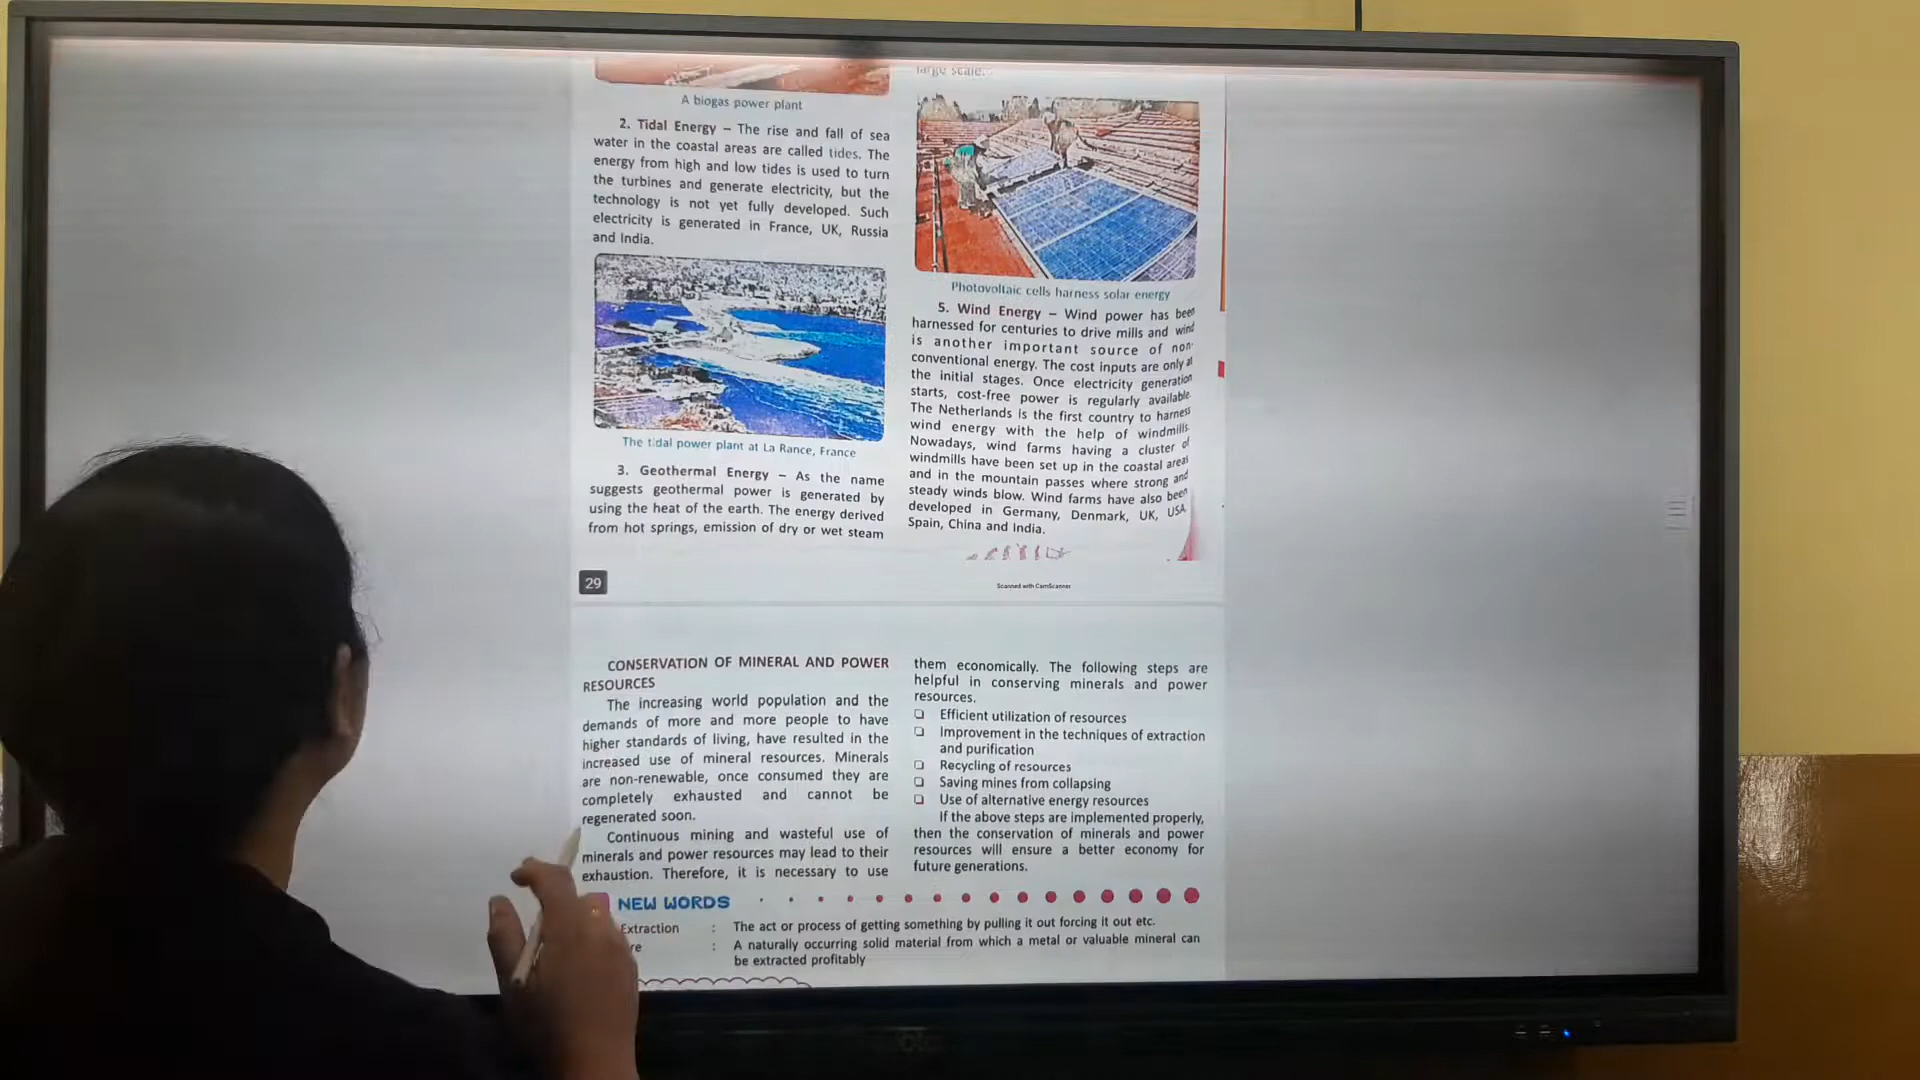 A biogas power plant
2. Tidal Energy – The rise and fall of sea
water in the coastal areas are called tides. The
energy from high and low tides is used to turn
the turbines and generate electricity, but the
technology is not yet fully developed. Such
electricity is generated in France, UK, Russia
and India.
The tidal power plant at La Rance, France
3. Geothermal Energy – As the name
suggests geothermal power is generated by
using the heat of the earth. The energy derived
from hot springs, emission of dry or wet steam
large scale.
Photovoltaic cells harness solar energy
5. Wind Energy – Wind power has been
harnessed for centuries to drive mills and wind
is another important source of non-
conventional energy. The cost inputs are only at
the initial stages. Once electricity generation
starts, cost-free power is regularly available.
The Netherlands is the first country to harness
wind energy with the help of windmills.
Nowadays, wind farms having a cluster of
windmills have been set up in the coastal areas
and in the mountain passes where strong and
steady winds blow. Wind farms have also been
developed in Germany, Denmark, UK, USA,
Spain, China and India.
29
Scanned with CamScanner
CONSERVATION OF MINERAL AND POWER
RESOURCES
The increasing world population and the
demands of more and more people to have
higher standards of living, have resulted in the
increased use of mineral resources. Minerals
are non-renewable, once consumed they are
completely exhausted and cannot be
regenerated soon.
Continuous mining and wasteful use of
minerals and power resources may lead to their
exhaustion. Therefore, it is necessary to use
them economically. The following steps are
helpful in conserving minerals and power
resources.
❑ Efficient utilization of resources
❑ Improvement in the techniques of extraction
and purification
❑ Recycling of resources
❑ Saving mines from collapsing
❑ Use of alternative energy resources
If the above steps are implemented properly,
then the conservation of minerals and power
resources will ensure a better economy for
future generations.
NEW WORDS
Extraction : The act or process of getting something by pulling it out forcing it out etc.
re : A naturally occurring solid material from which a metal or valuable mineral can
be extracted profitably